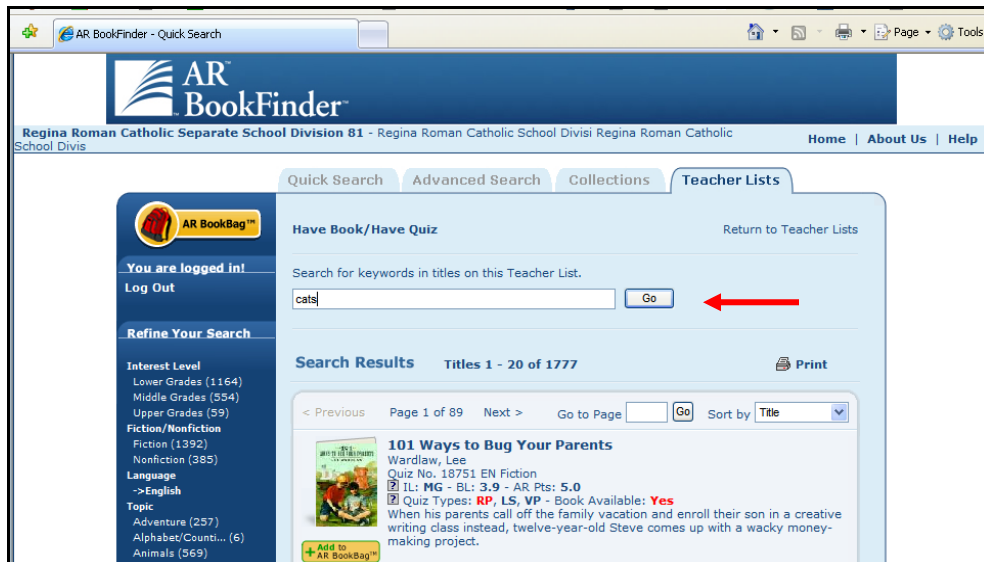 AR BookFinder - Quick Search
Page
Tools
AR™
BookFinder™
Regina Roman Catholic Separate School Division 81 - Regina Roman Catholic School Divisi Regina Roman Catholic
School Divis
Home | About Us | Help
Quick Search
Advanced Search
Collections
Teacher Lists
AR BookBag™
Have Book/Have Quiz
Return to Teacher Lists
You are logged in!
Log Out
Search for keywords in titles on this Teacher List.
cats
Go
Refine Your Search
Search Results
Titles 1 - 20 of 1777
Print
Interest Level
Lower Grades (1164)
Middle Grades (554)
Upper Grades (59)
Fiction/Nonfiction
Fiction (1392)
Nonfiction (385)
Language
->English
Topic
Adventure (257)
Alphabet/Counti... (6)
Animals (569)
< Previous
Page 1 of 89
Next >
Go to Page
Go
Sort by
Title
101 Ways to Bug Your Parents
Wardlaw, Lee
Quiz No. 18751 EN Fiction
? IL: MG - BL: 3.9 - AR Pts: 5.0
? Quiz Types: RP, LS, VP - Book Available: Yes
When his parents call off the family vacation and enroll their son in a creative
writing class instead, twelve-year-old Steve comes up with a wacky money-
making project.
+ Add to
AR BookBag™